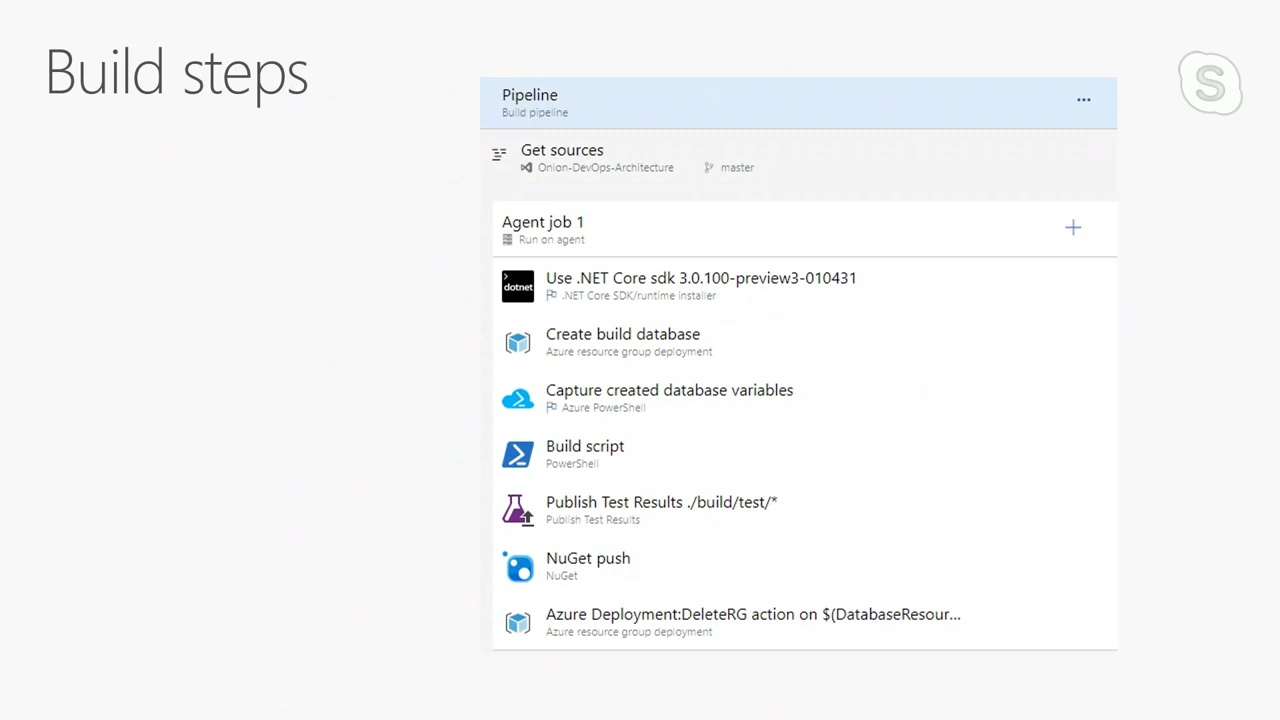 Build steps
S
Pipeline
Build pipeline
...
Get sources
Onion-DevOps-Architecture master
Agent job 1
Run on agent
+
dotnet
Use .NET Core sdk 3.0.100-preview3-010431
.NET Core SDK/runtime installer
Create build database
Azure resource group deployment
Capture created database variables
Azure PowerShell
Build script
PowerShell
Publish Test Results ./build/test/*
Publish Test Results
NuGet push
NuGet
Azure Deployment:DeleteRG action on $(DatabaseResour...
Azure resource group deployment